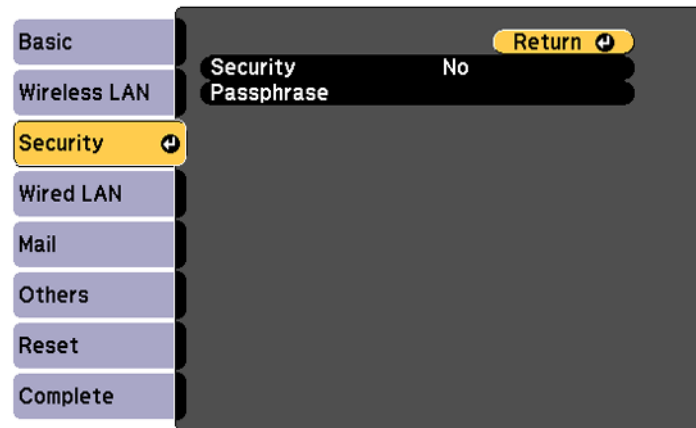 Basic
Wireless LAN
Security
Wired LAN
Mail
Others
Reset
Complete
Return
Security No
Passphrase